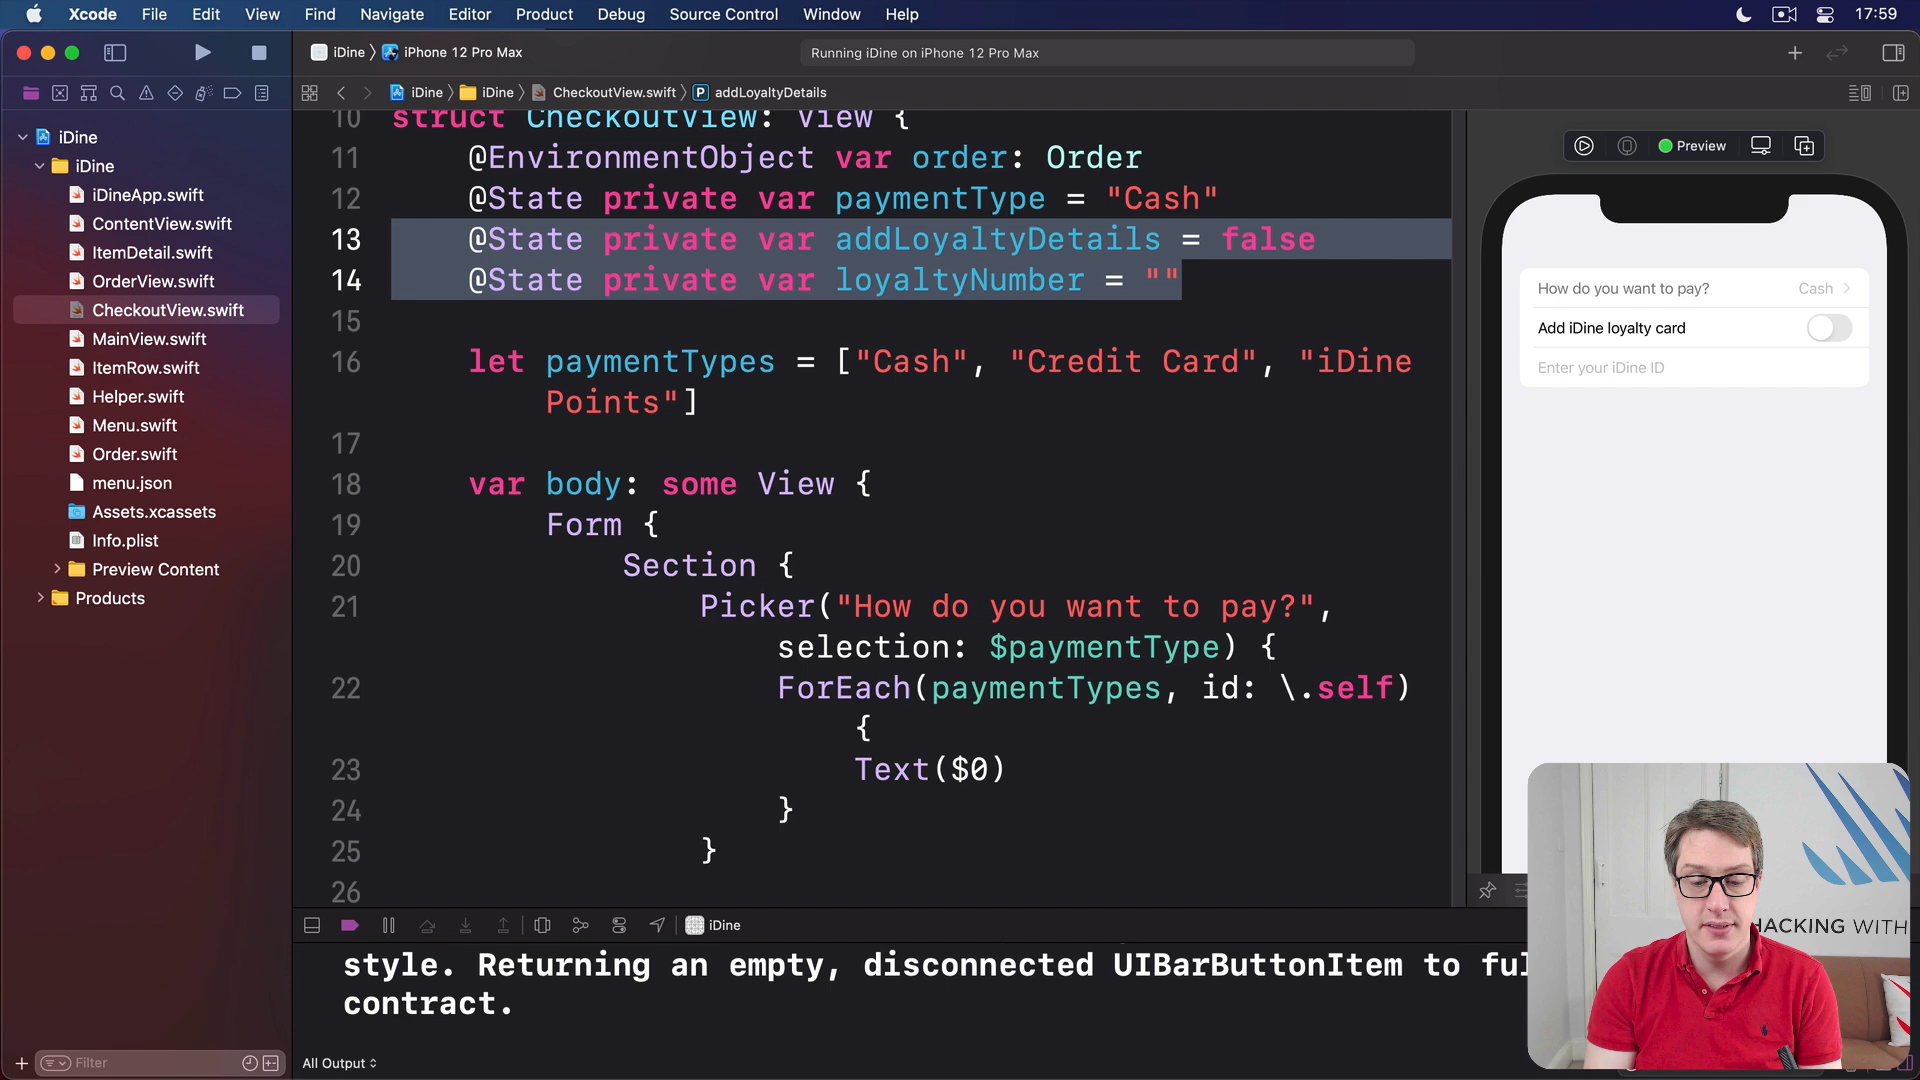 Xcode File Edit View Find Navigate Editor Product Debug Source Control Window Help 17:59
iDine iPhone 12 Pro Max
Running iDine on iPhone 12 Pro Max
iDine iDine CheckoutView.swift P addLoyaltyDetails
iDine
iDine
iDineApp.swift
ContentView.swift
ItemDetail.swift
OrderView.swift
CheckoutView.swift
MainView.swift
ItemRow.swift
Helper.swift
Menu.swift
Order.swift
menu.json
Assets.xcassets
Info.plist
Preview Content
Products
Filter
10 struct CheckoutView: View {
11 @EnvironmentObject var order: Order
12 @State private var paymentType = "Cash"
13 @State private var addLoyaltyDetails = false
14 @State private var loyaltyNumber = ""
15
16 let paymentTypes = ["Cash", "Credit Card", "iDine
Points"]
17
18 var body: some View {
19 Form {
20 Section {
21 Picker("How do you want to pay?",
selection: $paymentType) {
22 ForEach(paymentTypes, id: \.self)
{
23 Text($0)
24 }
25 }
26
iDine
style. Returning an empty, disconnected UIBarButtonItem to ful
contract.
All Output
Preview
How do you want to pay? Cash
Add iDine loyalty card
Enter your iDine ID
HACKING WITH